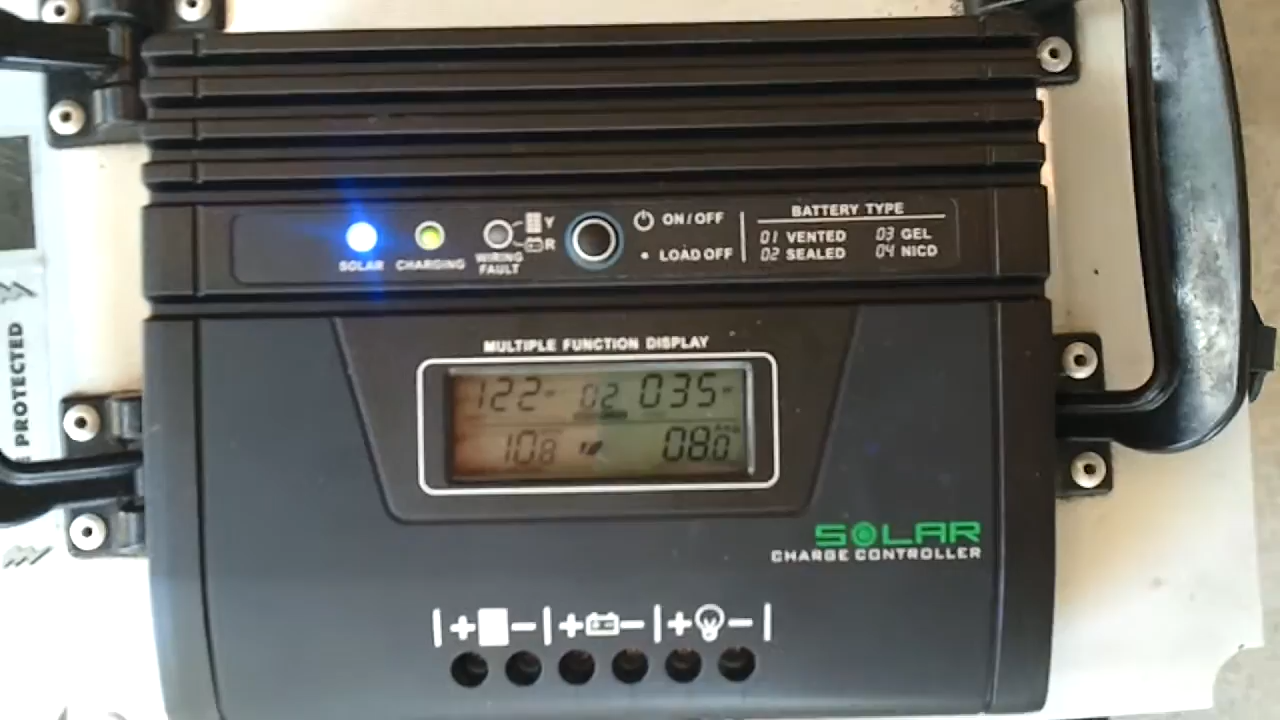 SOLAR
CHARGING
WIRING
FAULT
Y
R
ON/OFF
LOAD OFF
BATTERY TYPE
01 VENTED 03 GEL
02 SEALED 04 NICD
PROTECTED
MULTIPLE FUNCTION DISPLAY
122 02 035
108 080
SOLAR
CHARGE CONTROLLER
+ - + - + -